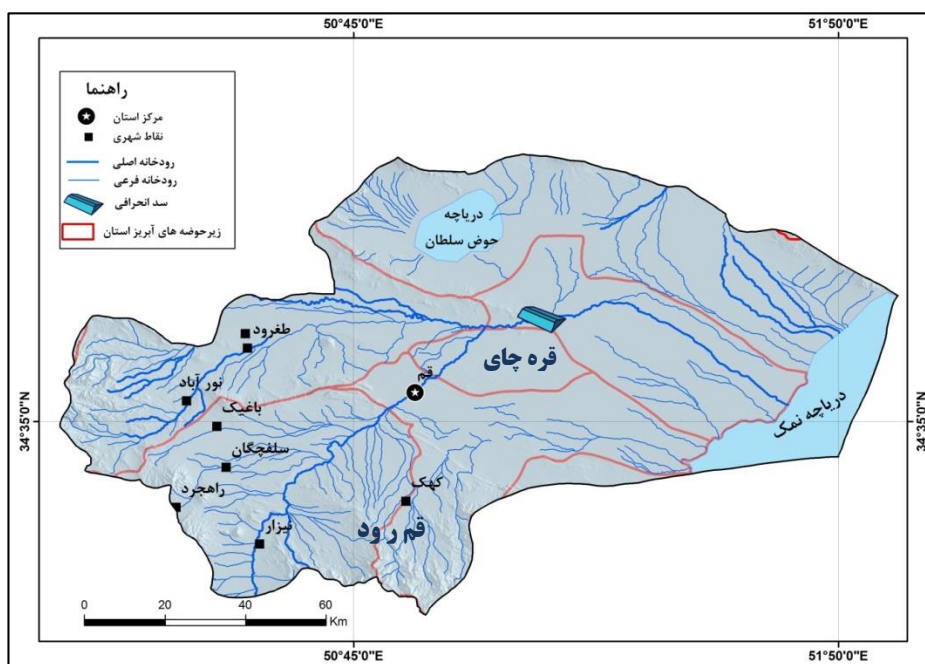 50°45'0"E
51°50'0"E
راهنما
مرکز استان
نقاط شهری
رودخانه اصلی
رودخانه فرعی
سد انحرافی
زیرحوضه های آبریز استان
دریاچه
حوض سلطان
طغرود
قره چای
قم
نور آباد
باغیک
دریاچه نمک
34°35'0"N
34°35'0"N
سلفچگان
کهک
راهجرد
قم ر ود
نیزار
0
20
40
60
Km
50°45'0"E
51°50'0"E